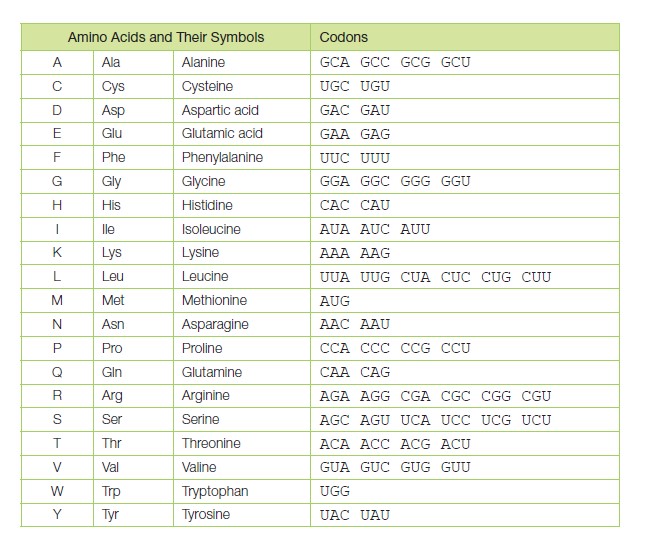 Amino Acids and Their Symbols Codons
A Ala Alanine GCA GCC GCG GCU
C Cys Cysteine UGC UGU
D Asp Aspartic acid GAC GAU
E Glu Glutamic acid GAA GAG
F Phe Phenylalanine UUC UUU
G Gly Glycine GGA GGC GGG GGU
H His Histidine CAC CAU
I Ile Isoleucine AUA AUC AUU
K Lys Lysine AAA AAG
L Leu Leucine UUA UUG CUA CUC CUG CUU
M Met Methionine AUG
N Asn Asparagine AAC AAU
P Pro Proline CCA CCC CCG CCU
Q Gln Glutamine CAA CAG
R Arg Arginine AGA AGG CGA CGC CGG CGU
S Ser Serine AGC AGU UCA UCC UCG UCU
T Thr Threonine ACA ACC ACG ACU
V Val Valine GUA GUC GUG GUU
W Trp Tryptophan UGG
Y Tyr Tyrosine UAC UAU